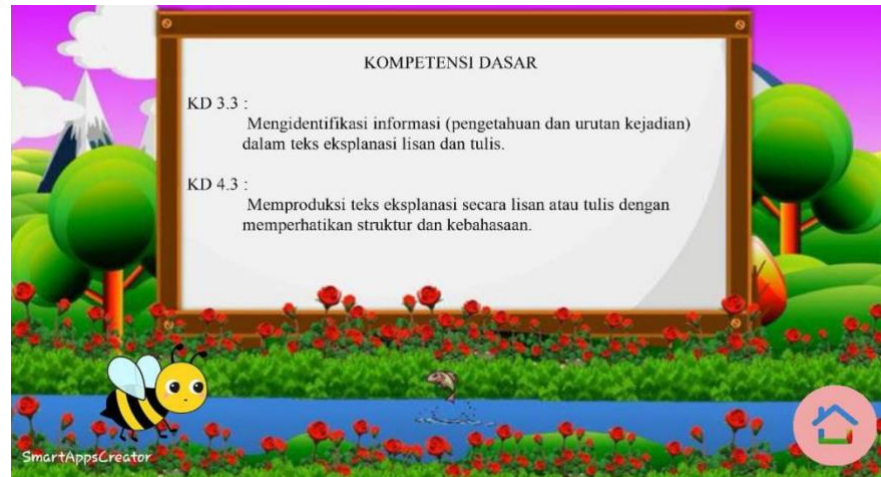 KOMPETENSI DASAR
KD 3.3 :
Mengidentifikasi informasi (pengetahuan dan urutan kejadian)
dalam teks eksplanasi lisan dan tulis.
KD 4.3 :
Memproduksi teks eksplanasi secara lisan atau tulis dengan
memperhatikan struktur dan kebahasaan.
SmartAppsCreator